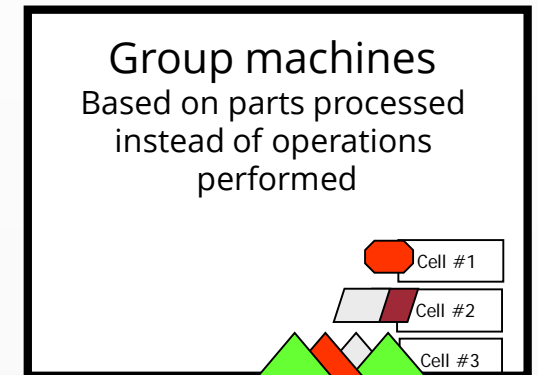 Group machines
Based on parts processed
instead of operations
performed
Cell #1
Cell #2
Cell #3